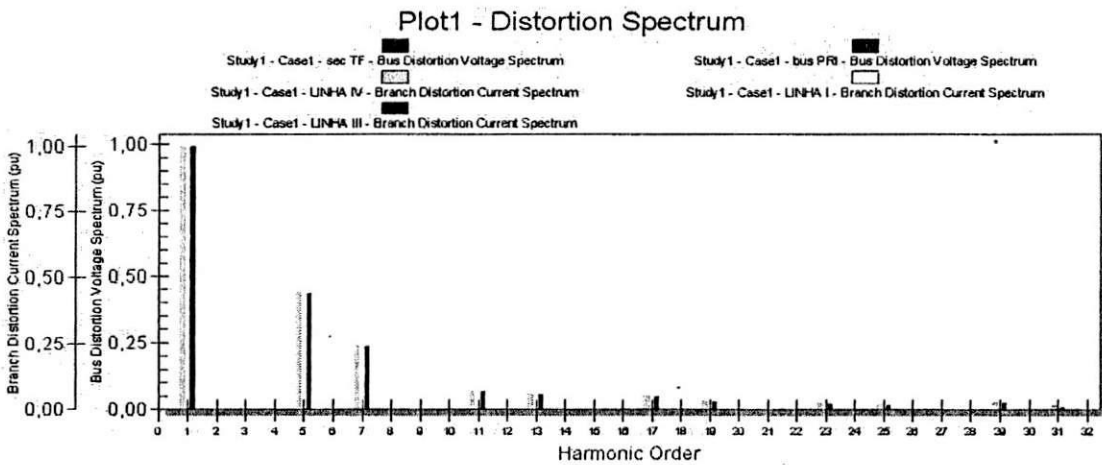 Plot1 - Distortion Spectrum
Study1 - Case1 - sec TF - Bus Distortion Voltage Spectrum
Study1 - Case1 - bus PRI - Bus Distortion Voltage Spectrum
Study1 - Case1 - LINHA IV - Branch Distortion Current Spectrum
Study1 - Case1 - LINHA I - Branch Distortion Current Spectrum
Study1 - Case1 - LINHA III - Branch Distortion Current Spectrum
Branch Distortion Current Spectrum (pu)
1,00
0,75
0,50
0,25
0,00
Bus Distortion Voltage Spectrum (pu)
1,00
0,75
0,50
0,25
0,00
0 1 2 3 4 5 6 7 8 9 10 11 12 13 14 15 16 17 18 19 20 21 22 23 24 25 26 27 28 29 30 31 32
Harmonic Order